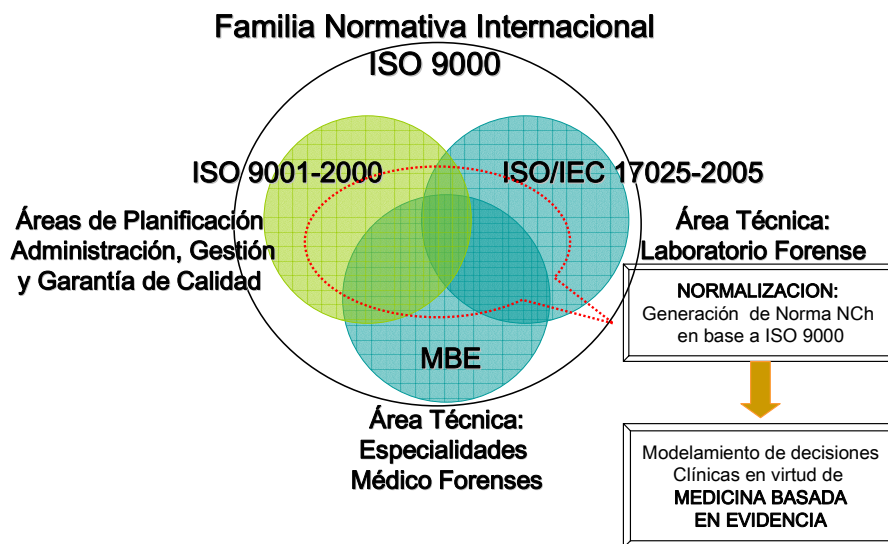 Familia Normativa Internacional
ISO 9000
ISO 9001-2000
ISO/IEC 17025-2005
Áreas de Planificación
Administración, Gestión
y Garantía de Calidad
Área Técnica:
Laboratorio Forense
NORMALIZACION:
Generación de Norma NCh
en base a ISO 9000
MBE
Área Técnica:
Especialidades
Médico Forenses
Modelamiento de decisiones
Clínicas en virtud de
MEDICINA BASADA
EN EVIDENCIA